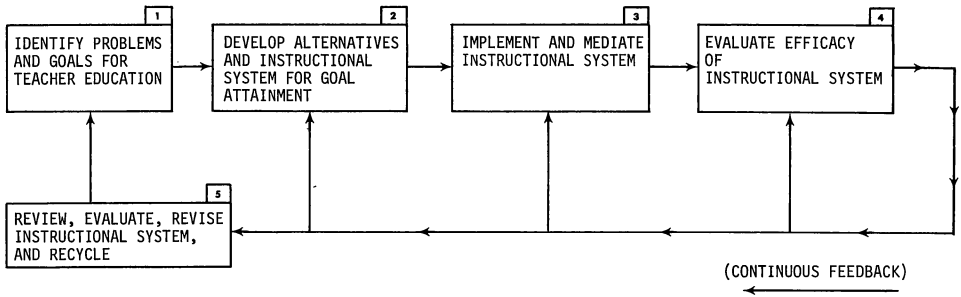 1
IDENTIFY PROBLEMS
AND GOALS FOR
TEACHER EDUCATION
2
DEVELOP ALTERNATIVES
AND INSTRUCTIONAL
SYSTEM FOR GOAL
ATTAINMENT
3
IMPLEMENT AND MEDIATE
INSTRUCTIONAL SYSTEM
4
EVALUATE EFFICACY
OF
INSTRUCTIONAL SYSTEM
5
REVIEW, EVALUATE, REVISE
INSTRUCTIONAL SYSTEM,
AND RECYCLE
(CONTINUOUS FEEDBACK)